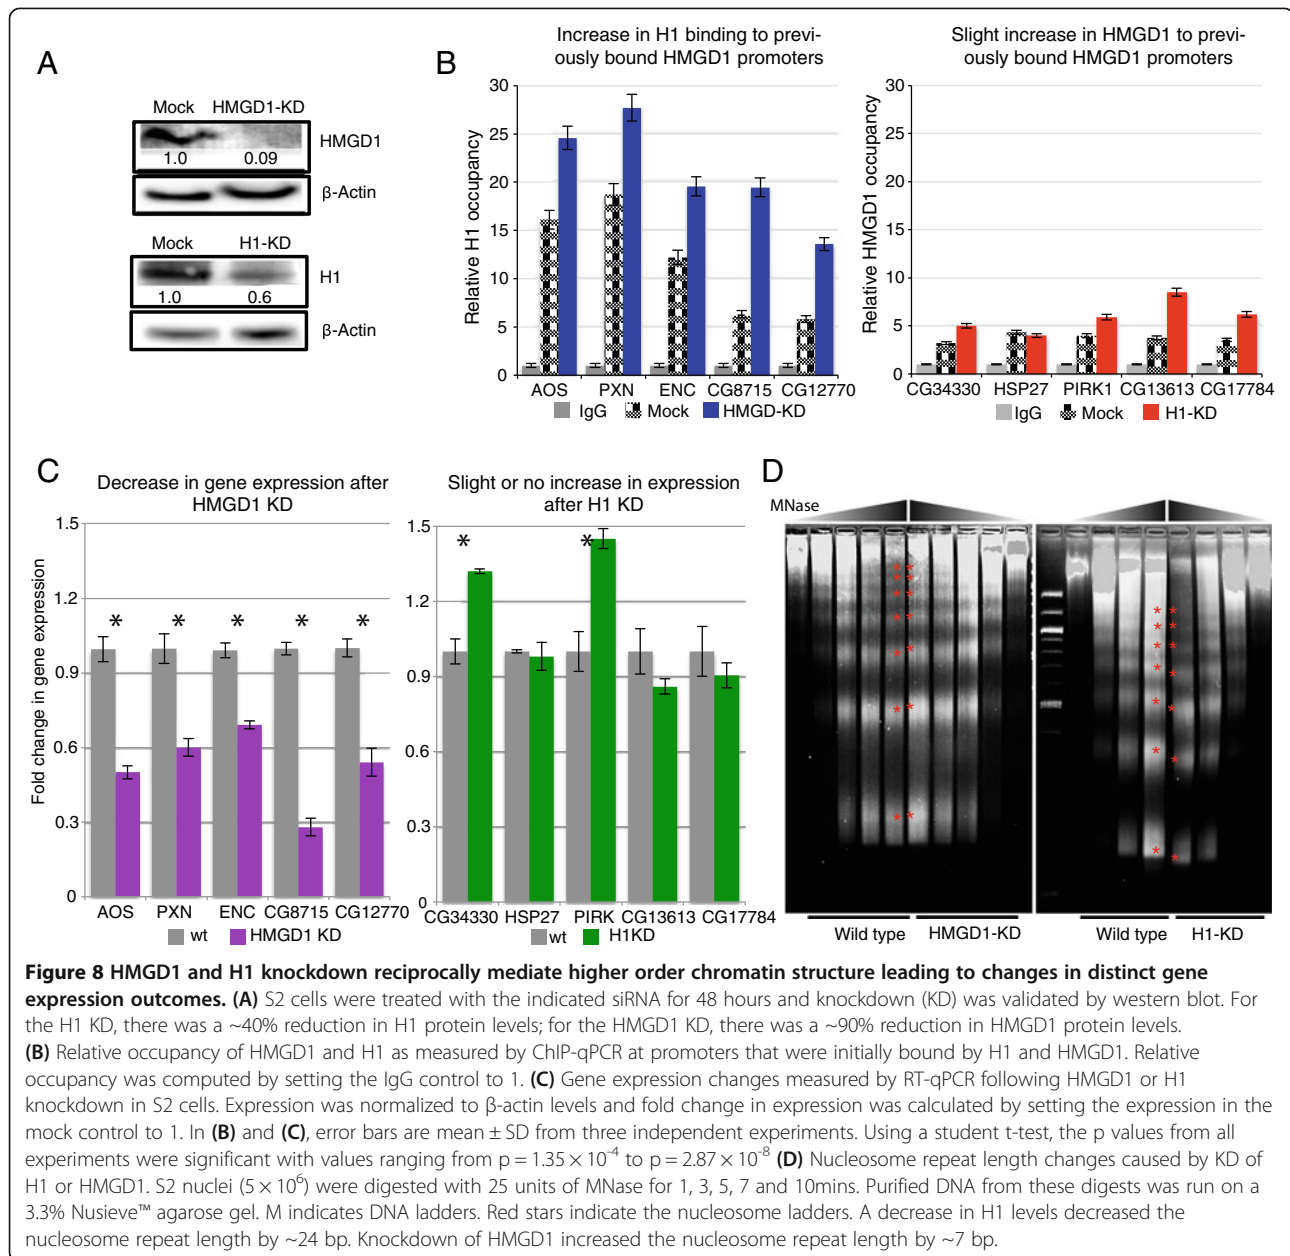 A
Mock HMGD1-KD
HMGD1
1.0 0.09
β-Actin
Mock H1-KD
H1
1.0 0.6
β-Actin
B
Increase in H1 binding to previ-
ously bound HMGD1 promoters
Relative H1 occupancy
30
25
20
15
10
5
0
AOS PXN ENC CG8715 CG12770
IgG Mock HMGD-KD
Slight increase in HMGD1 to previ-
ously bound HMGD1 promoters
Relative HMGD1 occupancy
30
25
20
15
10
5
0
CG34330 HSP27 PIRK1 CG13613 CG17784
IgG Mock H1-KD
C
Decrease in gene expression after
HMGD1 KD
Fold change in gene expression
1.5
1.2
0.9
0.6
0.3
0
* * * * *
AOS PXN ENC CG8715 CG12770
wt HMGD1 KD
Slight or no increase in expression
after H1 KD
1.5
1.2
0.9
0.6
0.3
0
* *
CG34330 HSP27 PIRK CG13613 CG17784
wt H1KD
D
MNase
Wild type HMGD1-KD
Wild type H1-KD
Figure 8 HMGD1 and H1 knockdown reciprocally mediate higher order chromatin structure leading to changes in distinct gene
expression outcomes. (A) S2 cells were treated with the indicated siRNA for 48 hours and knockdown (KD) was validated by western blot. For
the H1 KD, there was a ~40% reduction in H1 protein levels; for the HMGD1 KD, there was a ~90% reduction in HMGD1 protein levels.
(B) Relative occupancy of HMGD1 and H1 as measured by ChIP-qPCR at promoters that were initially bound by H1 and HMGD1. Relative
occupancy was computed by setting the IgG control to 1. (C) Gene expression changes measured by RT-qPCR following HMGD1 or H1
knockdown in S2 cells. Expression was normalized to β-actin levels and fold change in expression was calculated by setting the expression in the
mock control to 1. In (B) and (C), error bars are mean ± SD from three independent experiments. Using a student t-test, the p values from all
experiments were significant with values ranging from p = 1.35 × 10⁻⁴ to p = 2.87 × 10⁻⁸ (D) Nucleosome repeat length changes caused by KD of
H1 or HMGD1. S2 nuclei (5 × 10⁶) were digested with 25 units of MNase for 1, 3, 5, 7 and 10mins. Purified DNA from these digests was run on a
3.3% Nusieve™ agarose gel. M indicates DNA ladders. Red stars indicate the nucleosome ladders. A decrease in H1 levels decreased the
nucleosome repeat length by ~24 bp. Knockdown of HMGD1 increased the nucleosome repeat length by ~7 bp.